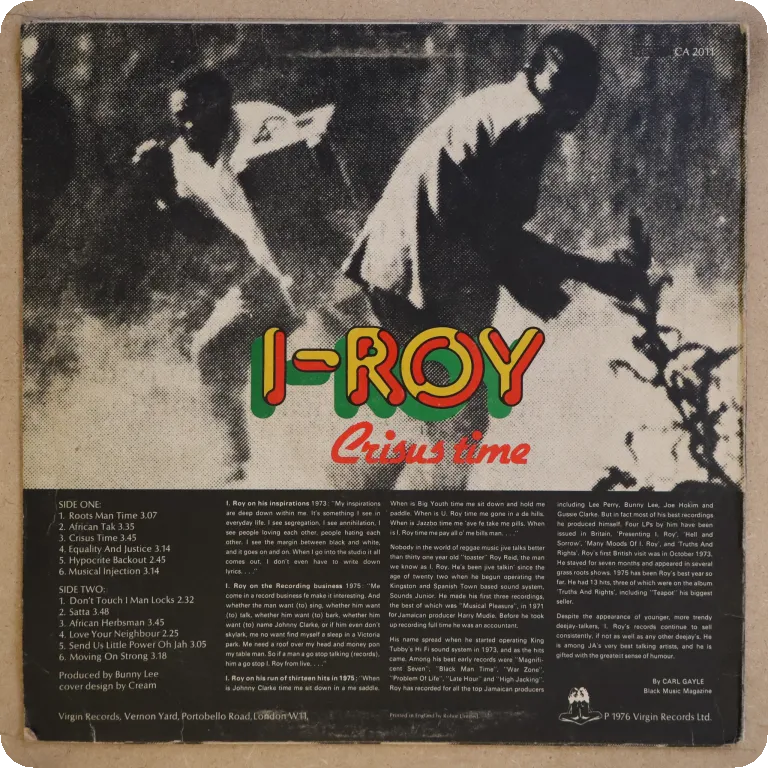 CA 2011
I-ROY
Crisus time
SIDE ONE:
1. Roots Man Time 3.07
2. African Tak 3.35
3. Crisus Time 3.45
4. Equality And Justice 3.14
5. Hypocrite Backout 2.45
6. Musical Injection 3.14
SIDE TWO:
1. Don't Touch I Man Locks 2.32
2. Satta 3.48
3. African Herbsman 3.45
4. Love Your Neighbour 2.25
5. Send Us Little Power Oh Jah 3.05
6. Moving On Strong 3.18
Produced by Bunny Lee
cover design by Cream
I. Roy on his inspirations 1973: "My inspirations
are deep down within me. It's something I see in
everyday life. I see segregation, I see annihilation, I
see people loving each other, people hating each
other. I see the margin between black and white,
and it goes on and on. When I go into the studio it all
comes out, I don't even have to write down
lyrics. . . ."
I. Roy on the Recording business 1975: "Me
come in a record business fe make it interesting. And
whether the man want (to) sing, whether him want
(to) talk, whether him want (to) bark, whether him
want (to) name Johnny Clarke, or if him even don't
skylark, me no want find myself a sleep in a Victoria
park. Me need a roof over my head and money pon
my table man. So if a man a go stop talking (records),
him a go stop I. Roy from live. . . ."
I. Roy on his run of thirteen hits in 1975; "When
is Johnny Clarke time me sit down in a me saddle.
When is Big Youth time me sit down and hold me
paddle. When is U. Roy time me gone in a de hills.
When is Jazzbo time me 'ave fe take me pills. When
is I. Roy time me pay all o' me bills man. . . ."
Nobody in the world of reggae music jive talks better
than thirty one year old "toaster" Roy Reid, the man
we know as I. Roy. He's been jive talkin' since the
age of twenty two when he begun operating the
Kingston and Spanish Town based sound system,
Sounds Junior. He made his first three recordings,
the best of which was "Musical Pleasure", in 1971
for Jamaican producer Harry Mudie. Before he took
up recording full time he was an accountant.
His name spread when he started operating King
Tubby's Hi Fi sound system in 1973, and as the hits
came. Among his best early records were "Magnifi-
cent Seven", "Black Man Time", "War Zone",
"Problem Of Life", "Late Hour" and "High Jacking".
Roy has recorded for all the top Jamaican producers
including Lee Perry, Bunny Lee, Joe Hokim and
Gussie Clarke. But in fact most of his best recordings
he produced himself. Four LPs by him have been
issued in Britain, 'Presenting I. Roy', 'Hell and
Sorrow', 'Many Moods Of I. Roy', and 'Truths And
Rights'. Roy's first British visit was in October 1973.
He stayed for seven months and appeared in several
grass roots shows. 1975 has been Roy's best year so
far. He had 13 hits, three of which were on the album
'Truths And Rights', including "Teapot" his biggest
seller.
Despite the appearance of younger, more trendy
deejay-talkers, I. Roy's records continue to sell
consistently, if not as well as any other deejay's. He
is among JA's very best talking artists, and he is
gifted with the greatest sense of humour.
By CARL GAYLE
Black Music Magazine
Virgin Records, Vernon Yard, Portobello Road, London W11.
Printed in England by
P 1976 Virgin Records Ltd.